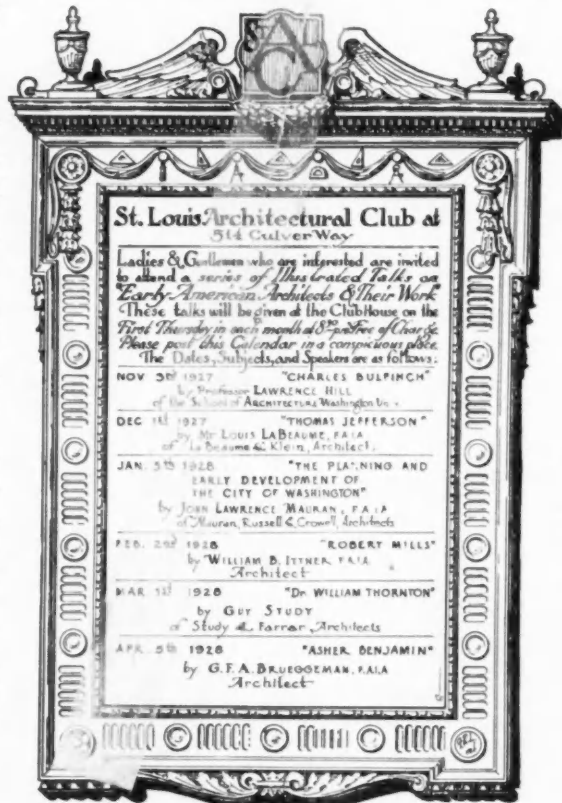 St. Louis Architectural Club at
514 Culver Way
Ladies & Gentlemen who are interested are invited
to attend a series of Illustrated Talks on
"Early American Architects & Their Work"
These talks will be given at the Club House on the
First Thursday in each month at 8 pm Free of Charge
Please post this Calendar in a conspicuous place.
The Dates, Subjects, and Speakers are as follows:
NOV 3rd 1927 "CHARLES BULFINCH"
by Professor LAWRENCE HILL
of the School of ARCHITECTURE Washington
DEC 1st 1927 "THOMAS JEFFERSON"
by Mr LOUIS LABEAUME, F.A.I.A
of La Beaume & Klein, Architects
JAN. 5th 1928 "THE PLANNING AND
EARLY DEVELOPMENT OF
THE CITY OF WASHINGTON"
by JOHN LAWRENCE MAURAN, F.A.I.A
of Mauran, Russell & Crowell, Architects
FEB. 2nd 1928 "ROBERT MILLS"
by WILLIAM B. ITTNER F.A.I.A
Architect
MAR 1st 1928 "Dr. WILLIAM THORNTON"
by GUY STUDY
of Study & Farrar, Architects
APR 5th 1928 "ASHER BENJAMIN"
by G.F.A. BRUEGGEMAN, F.A.I.A
Architect